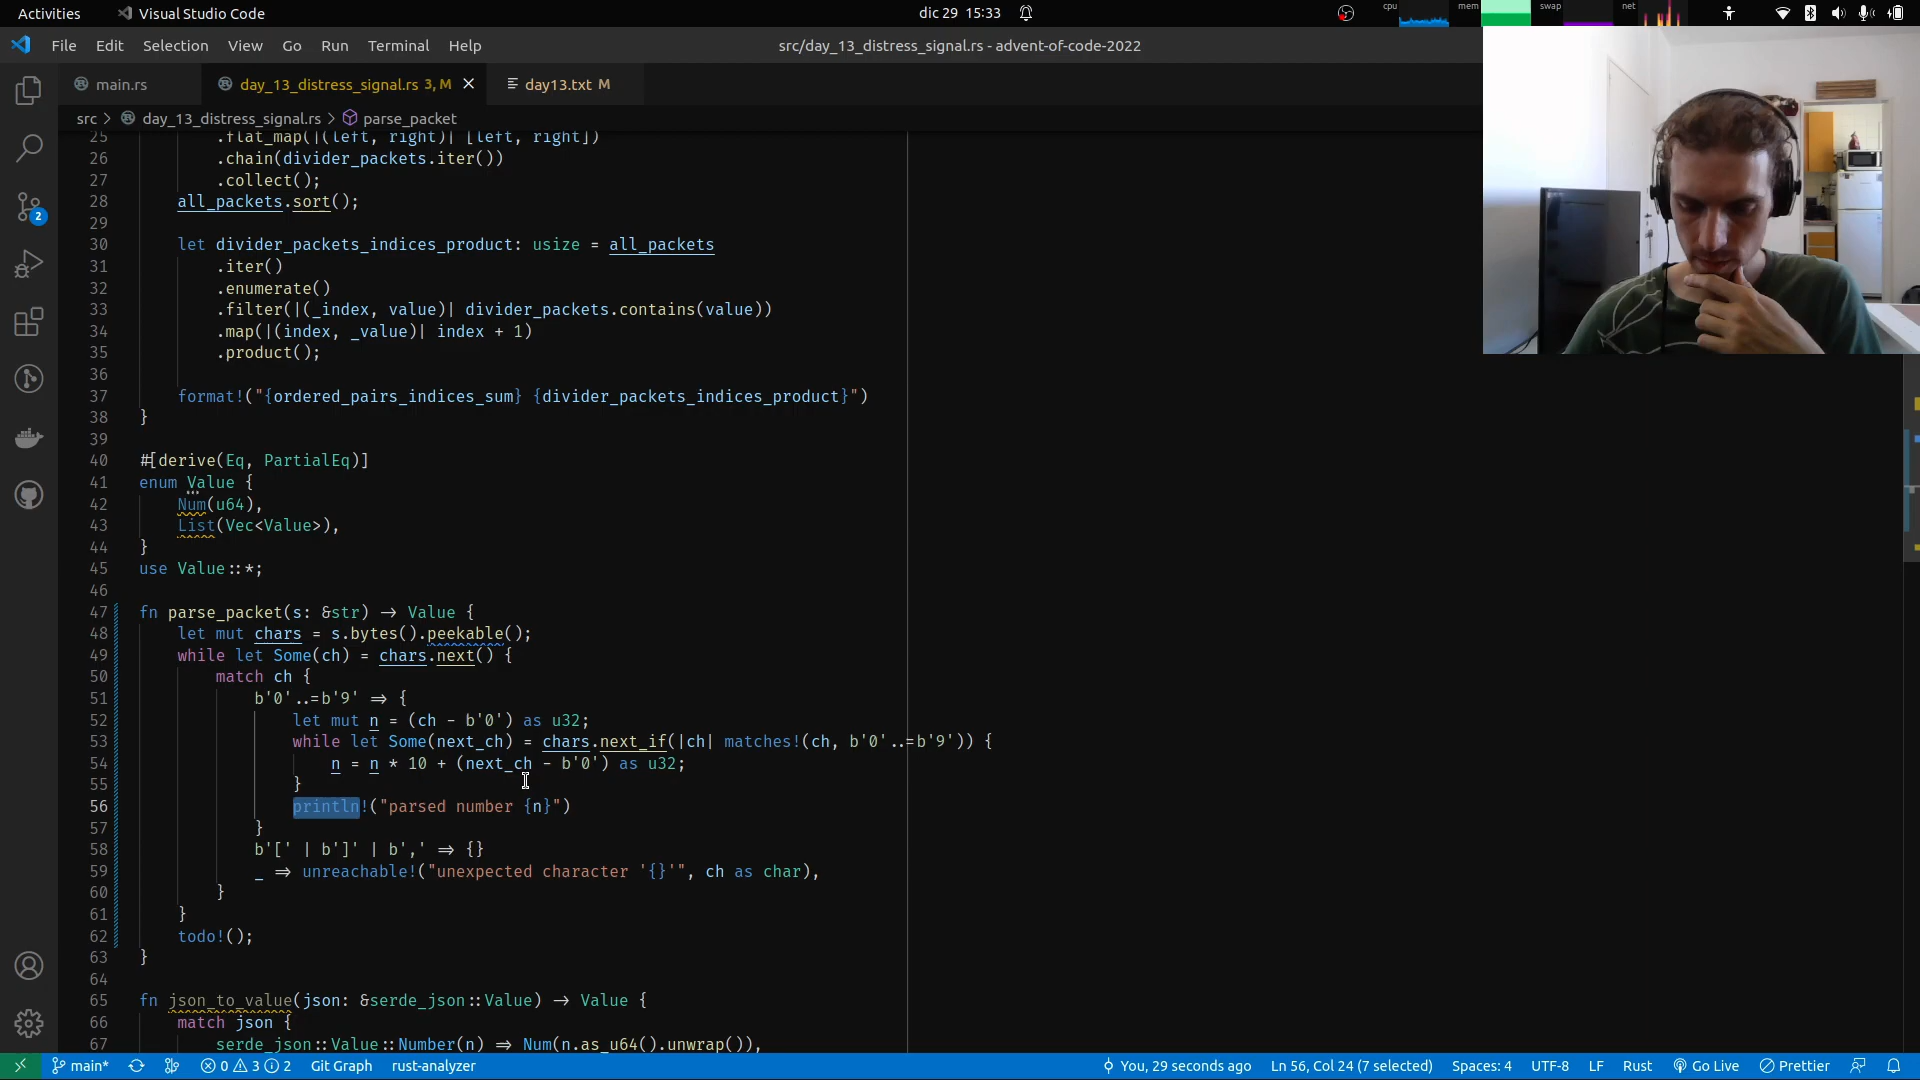 Activities Visual Studio Code dic 29 15:33 cpu mem swap net
File Edit Selection View Go Run Terminal Help src/day_13_distress_signal.rs - advent-of-code-2022
main.rs day_13_distress_signal.rs 3, M day13.txt M
src > day_13_distress_signal.rs > parse_packet
25 .flat_map(|(left, right)| [left, right])
26 .chain(divider_packets.iter())
27 .collect();
28 all_packets.sort();
29
30 let divider_packets_indices_product: usize = all_packets
31 .iter()
32 .enumerate()
33 .filter(|(_index, value)| divider_packets.contains(value))
34 .map(|(index, _value)| index + 1)
35 .product();
36
37 format!("{ordered_pairs_indices_sum} {divider_packets_indices_product}")
38 }
39
40 #[derive(Eq, PartialEq)]
41 enum Value {
42 Num(u64),
43 List(Vec<Value>),
44 }
45 use Value::*;
46
47 fn parse_packet(s: &str) -> Value {
48 let mut chars = s.bytes().peekable();
49 while let Some(ch) = chars.next() {
50 match ch {
51 b'0'..=b'9' => {
52 let mut n = (ch - b'0') as u32;
53 while let Some(next_ch) = chars.next_if(|ch| matches!(ch, b'0'..=b'9')) {
54 n = n * 10 + (next_ch - b'0') as u32;
55 }
56 println!("parsed number {n}")
57 }
58 b'[' | b']' | b',' => {}
59 _ => unreachable!("unexpected character '{}'", ch as char),
60 }
61 }
62 todo!();
63 }
64
65 fn json_to_value(json: &serde_json::Value) -> Value {
66 match json {
67 serde_json::Value::Number(n) => Num(n.as_u64().unwrap()),
2
main* 0 3 2 Git Graph rust-analyzer You, 29 seconds ago Ln 56, Col 24 (7 selected) Spaces: 4 UTF-8 LF Rust Go Live Prettier